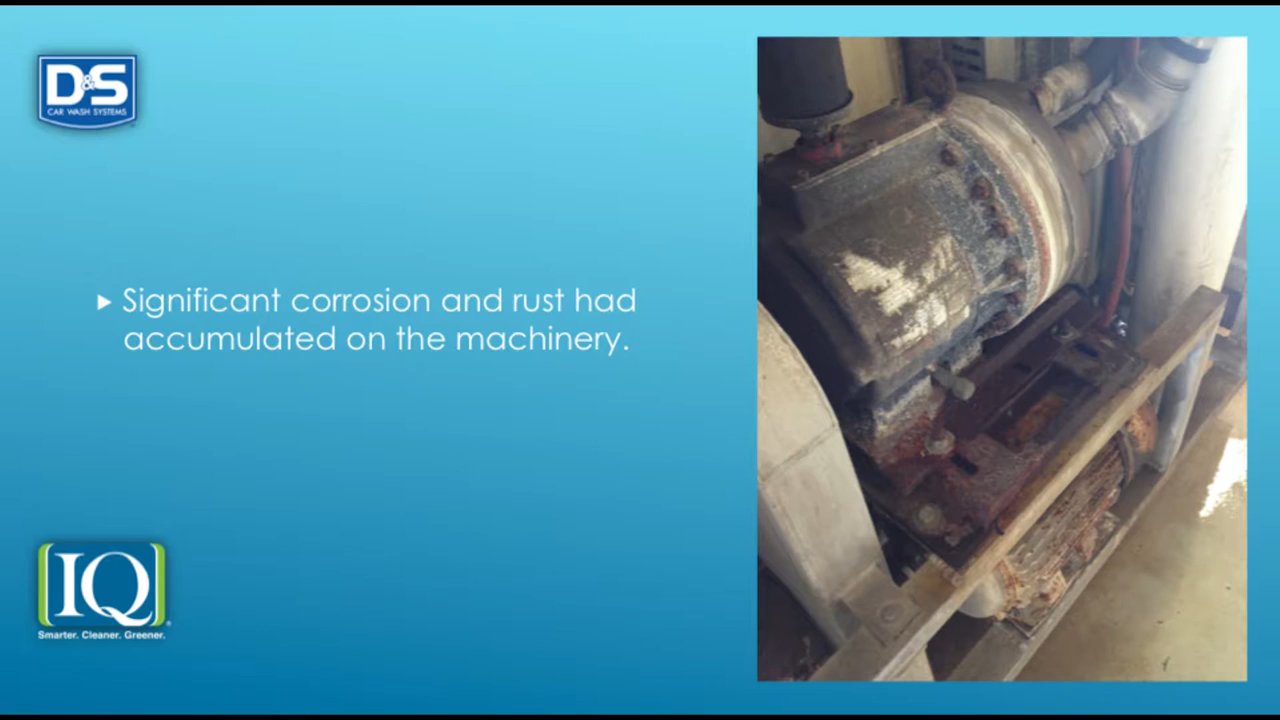 D&S
CAR WASH SYSTEMS
▶ Significant corrosion and rust had
accumulated on the machinery.
[IQ]®
Smarter. Cleaner. Greener.